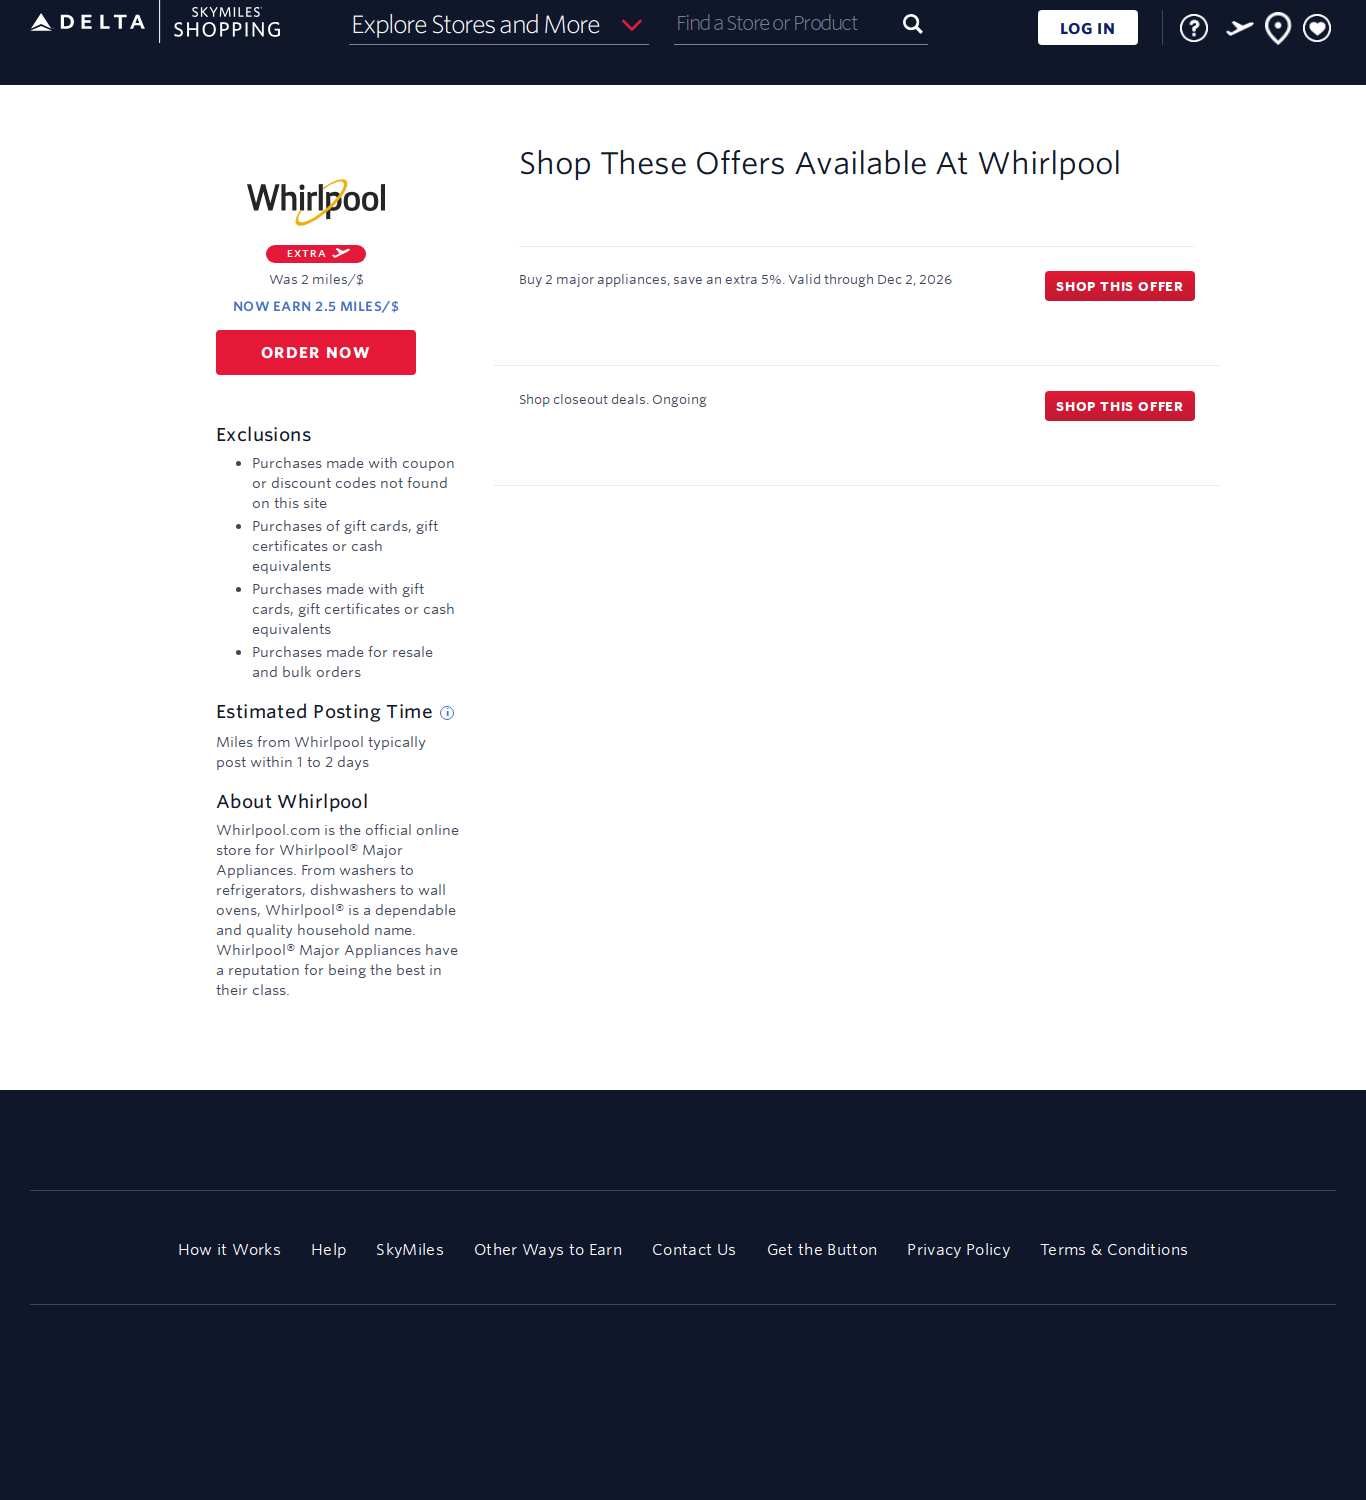 DELTA
SKYMILES®
SHOPPING
Explore Stores and More
Find a Store or Product
LOG IN
Whirlpool
EXTRA
Was 2 miles/$
NOW EARN 2.5 MILES/$
ORDER NOW
Exclusions
Purchases made with coupon
or discount codes not found
on this site
Purchases of gift cards, gift
certificates or cash
equivalents
Purchases made with gift
cards, gift certificates or cash
equivalents
Purchases made for resale
and bulk orders
Estimated Posting Time
Miles from Whirlpool typically
post within 1 to 2 days
About Whirlpool
Whirlpool.com is the official online
store for Whirlpool® Major
Appliances. From washers to
refrigerators, dishwashers to wall
ovens, Whirlpool® is a dependable
and quality household name.
Whirlpool® Major Appliances have
a reputation for being the best in
their class.
Shop These Offers Available At Whirlpool
Buy 2 major appliances, save an extra 5%. Valid through Dec 2, 2026
SHOP THIS OFFER
Shop closeout deals. Ongoing
SHOP THIS OFFER
How it Works Help SkyMiles Other Ways to Earn Contact Us Get the Button Privacy Policy Terms & Conditions